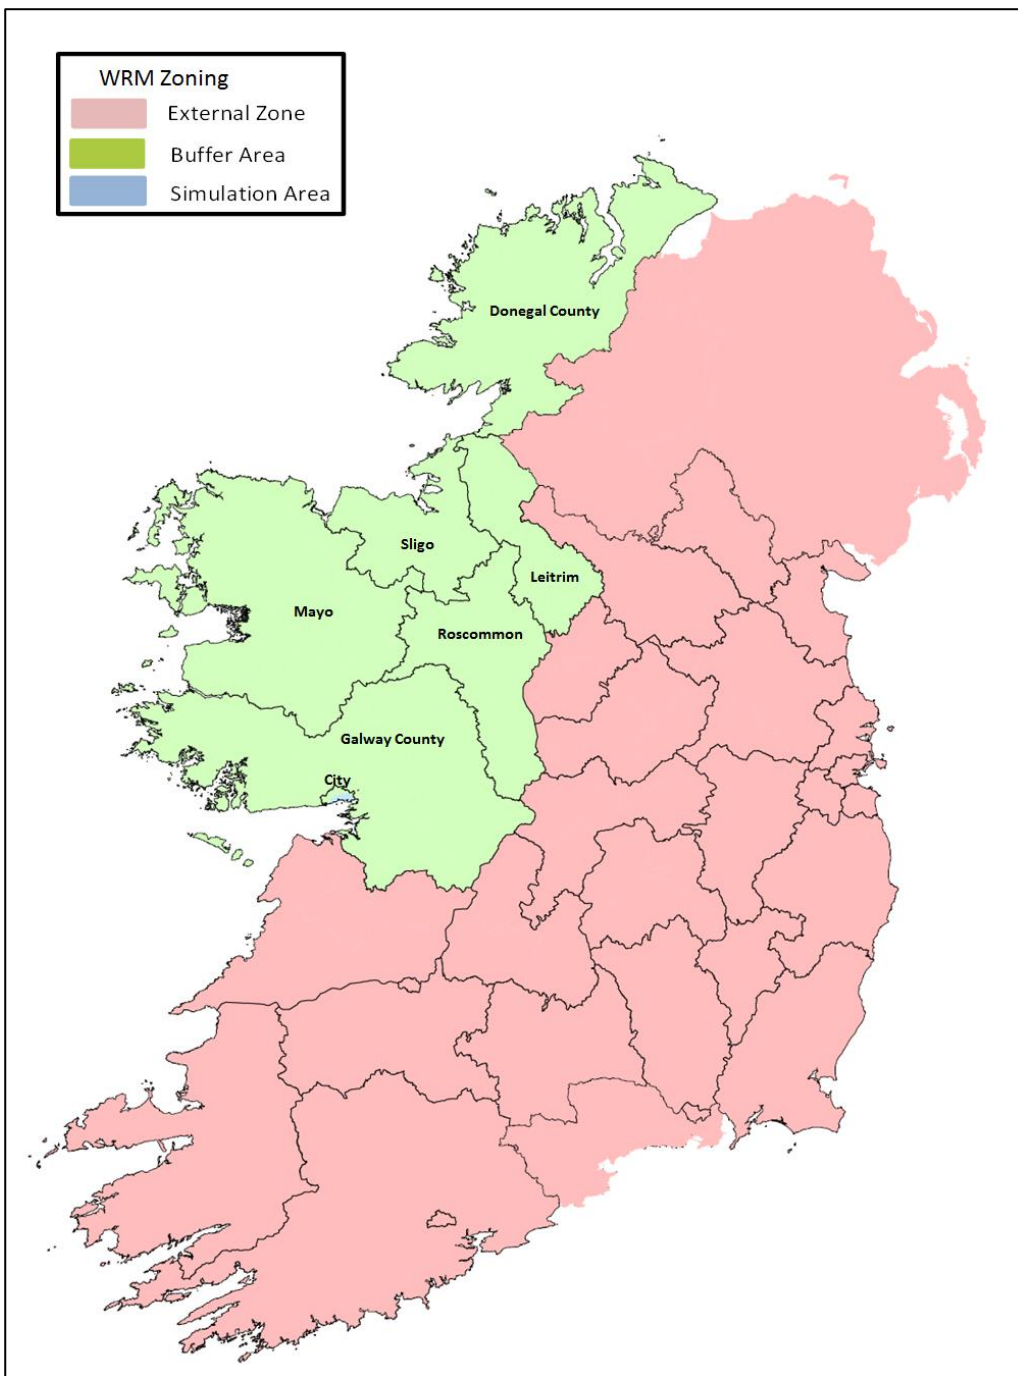 WRM Zoning
External Zone
Buffer Area
Simulation Area
Donegal County
Sligo
Leitrim
Mayo
Roscommon
Galway County
City